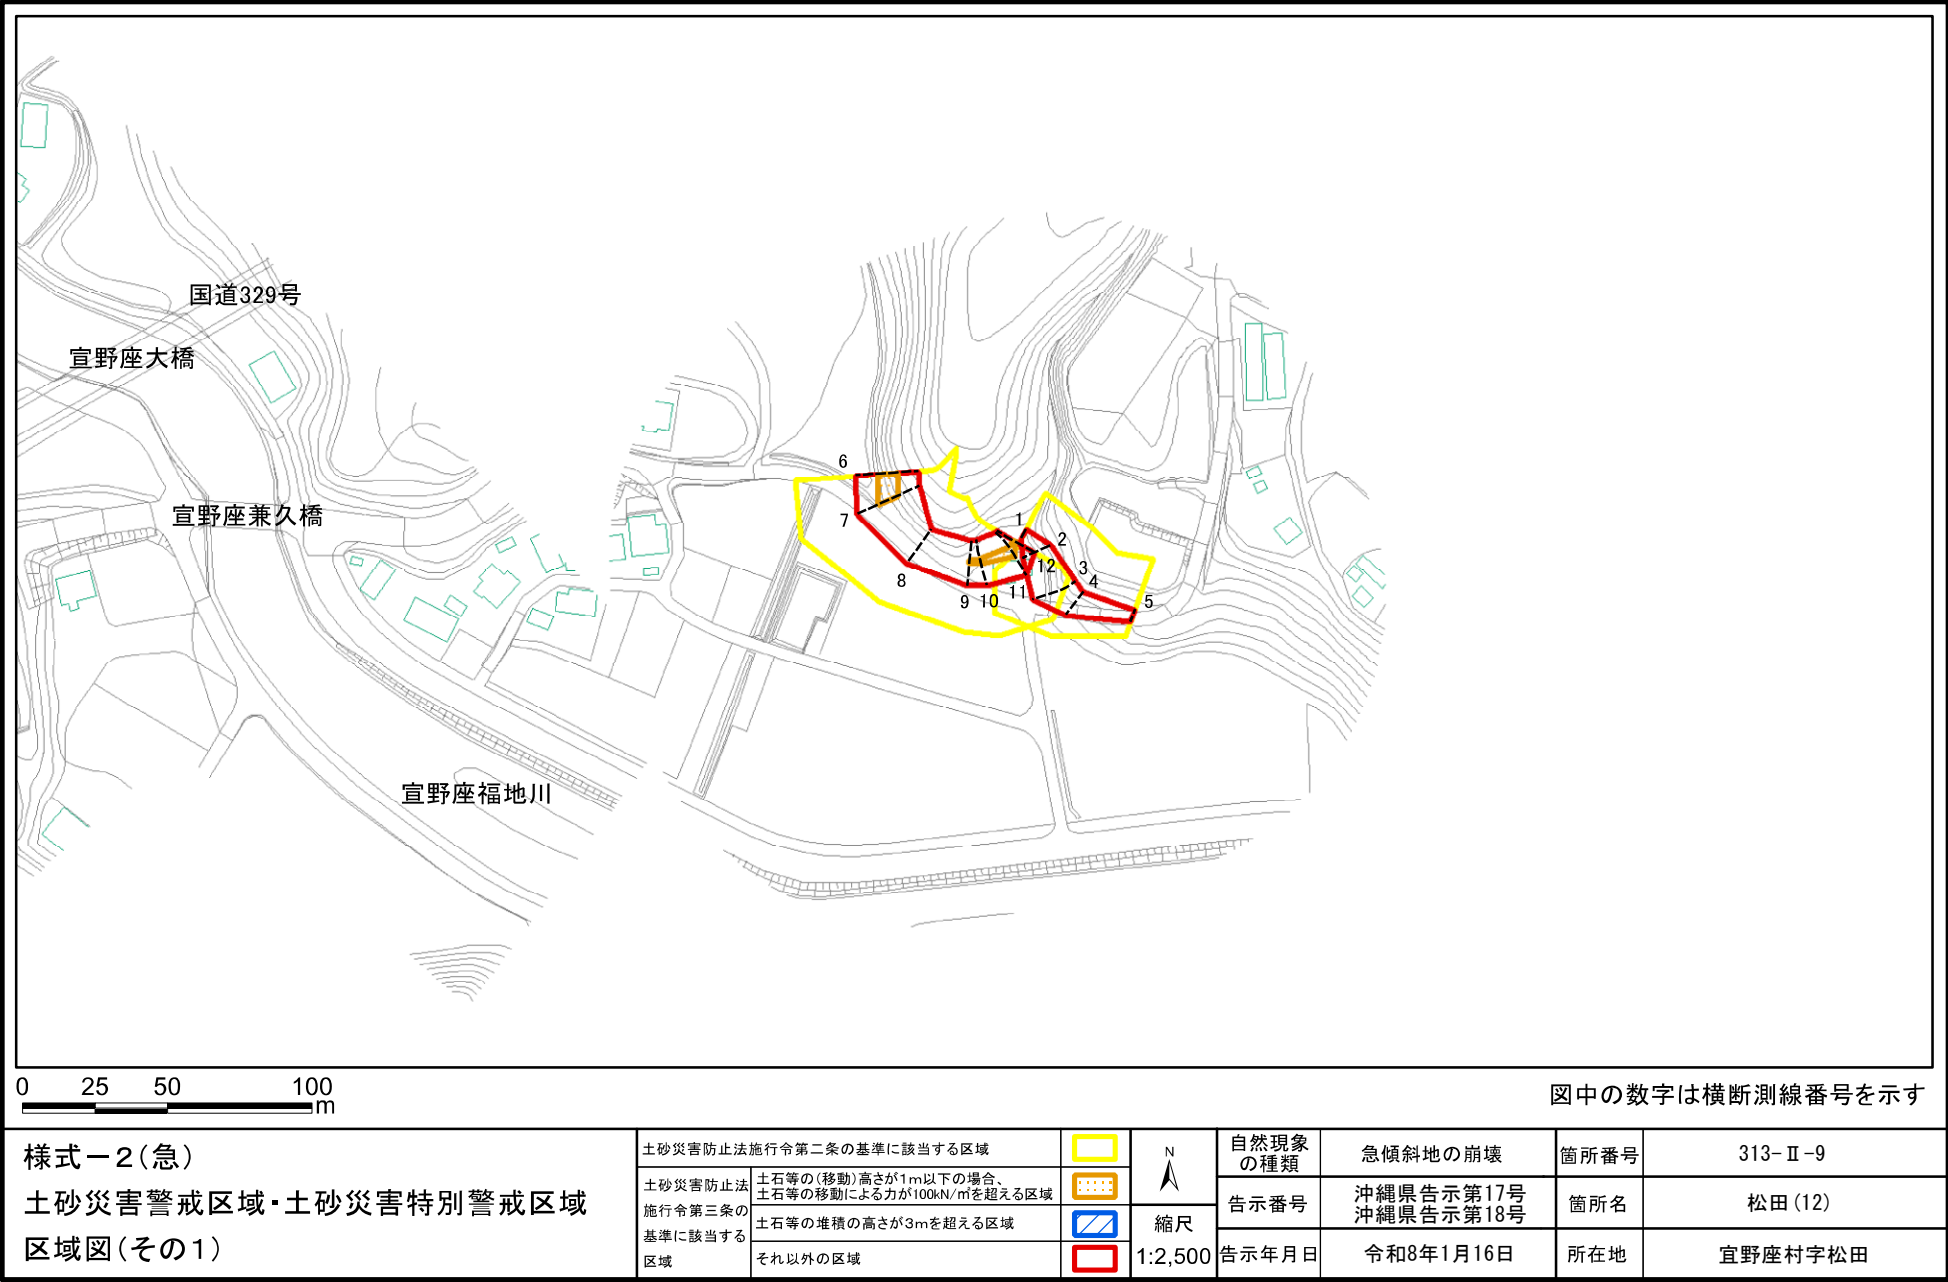 国道329号
宜野座大橋
宜野座兼久橋
宜野座福地川
6
7
8
9
10
11
12
1
2
3
4
5
0 25 50 100
m
図中の数字は横断測線番号を示す
様式－2(急)
土砂災害警戒区域・土砂災害特別警戒区域
区域図(その1)
土砂災害防止法施行令第二条の基準に該当する区域
土砂災害防止法
施行令第三条の
基準に該当する
区域
土石等の(移動)高さが1m以下の場合、
土石等の移動による力が100kN/㎡を超える区域
土石等の堆積の高さが3mを超える区域
それ以外の区域
N
縮尺
1:2,500
自然現象
の種類
急傾斜地の崩壊
箇所番号
313-Ⅱ-9
告示番号
沖縄県告示第17号
沖縄県告示第18号
箇所名
松田(12)
告示年月日
令和8年1月16日
所在地
宜野座村字松田